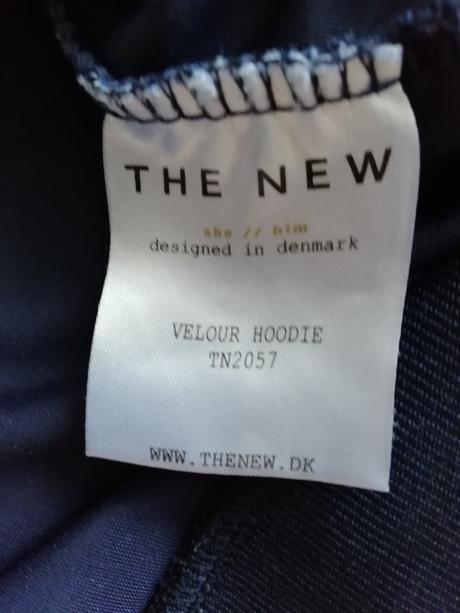 THE NEW
she // him
designed in denmark
VELOUR HOODIE
TN2057
WWW.THENEW.DK